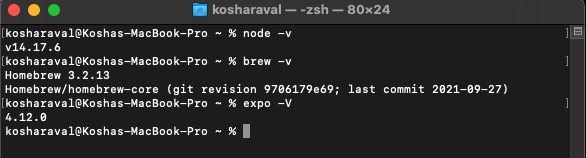 kosharaval — -zsh — 80×24
[kosharaval@Koshas-MacBook-Pro ~ % node -v ]
v14.17.6
[kosharaval@Koshas-MacBook-Pro ~ % brew -v ]
Homebrew 3.2.13
Homebrew/homebrew-core (git revision 9706179e69; last commit 2021-09-27)
[kosharaval@Koshas-MacBook-Pro ~ % expo -V ]
4.12.0
kosharaval@Koshas-MacBook-Pro ~ %